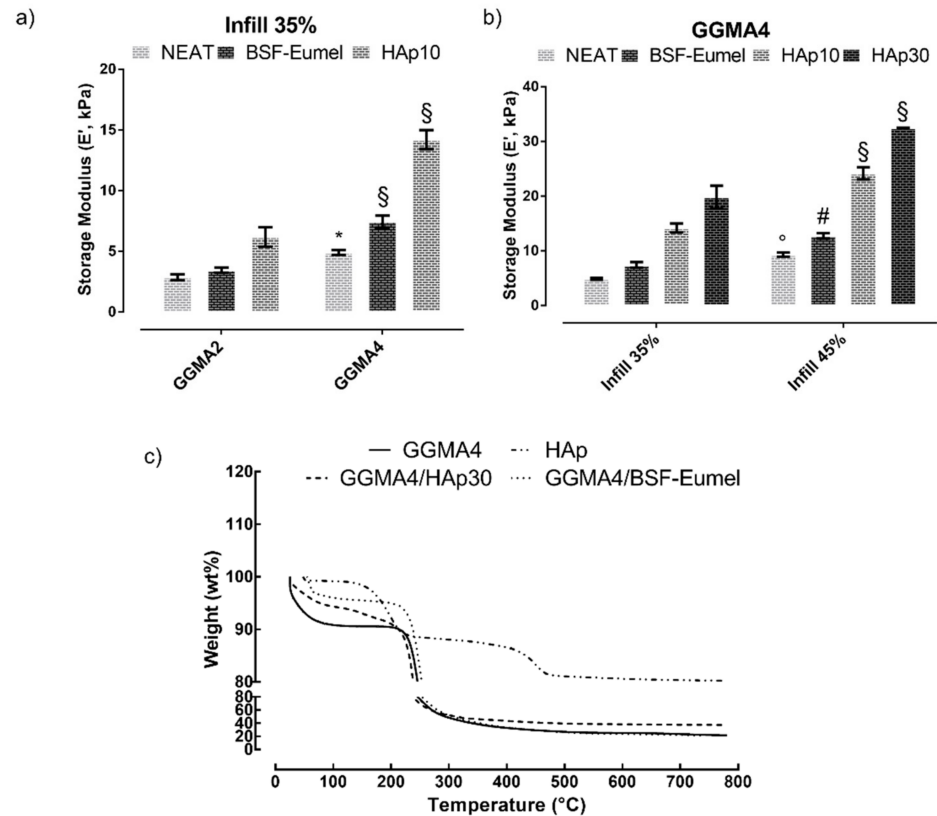 a)
Infill 35%
NEAT BSF-Eumel HAp10
Storage Modulus (E', kPa)
20
15
10
5
0
*
§
§
GGMA2
GGMA4
b)
GGMA4
NEAT BSF-Eumel HAp10 HAp30
Storage Modulus (E', kPa)
40
30
20
10
0
°
#
§
§
Infill 35%
Infill 45%
c)
GGMA4 HAp
GGMA4/HAp30 GGMA4/BSF-Eumel
Weight (wt%)
120
110
100
90
80
80
60
40
20
0
0 100 200 300 400 500 600 700 800
Temperature (°C)